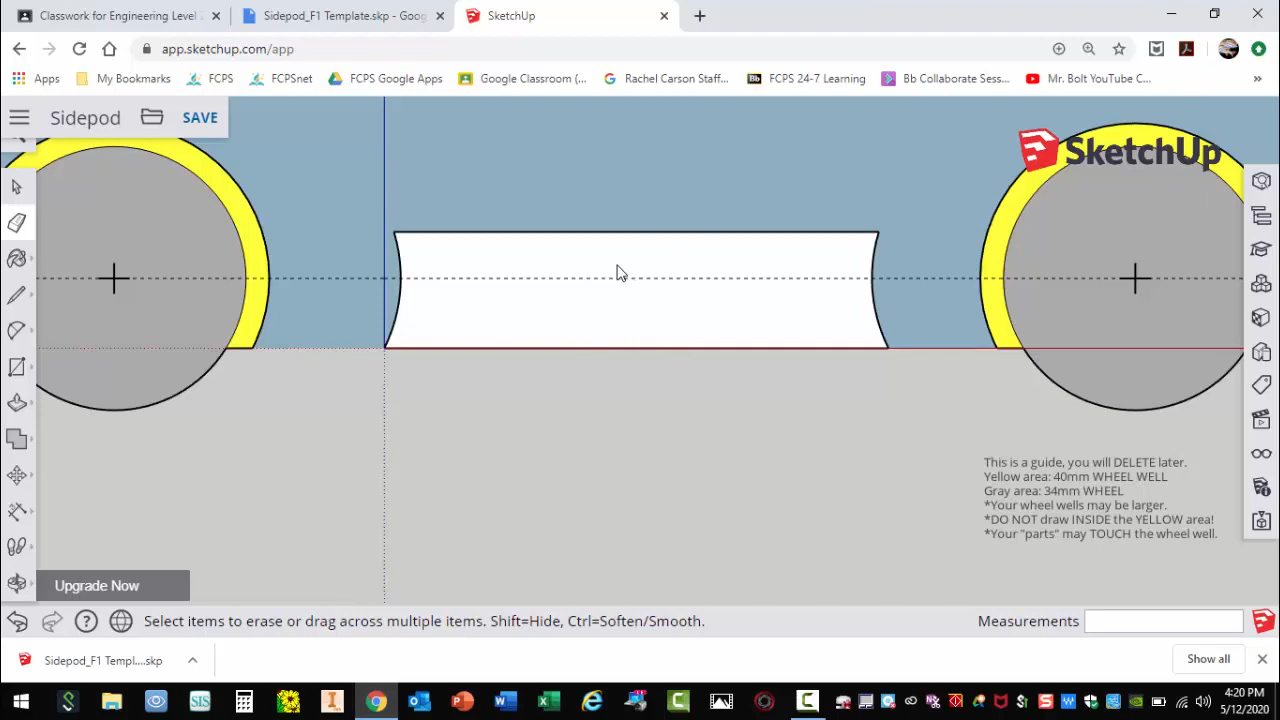 Classwork for Engineering Level 2
Sidepod_F1 Template.skp - Goog
SketchUp
app.sketchup.com/app
Apps
My Bookmarks
FCPS
FCPSnet
FCPS Google Apps
Google Classroom (...
Rachel Carson Staff...
Bb
FCPS 24-7 Learning
Bb Collaborate Sess...
Mr. Bolt YouTube C...
»
Sidepod
SAVE
SketchUp
This is a guide, you will DELETE later.
Yellow area: 40mm WHEEL WELL
Gray area: 34mm WHEEL
*Your wheel wells may be larger.
*DO NOT draw INSIDE the YELLOW area!
*Your "parts" may TOUCH the wheel well.
Upgrade Now
Select items to erase or drag across multiple items. Shift=Hide, Ctrl=Soften/Smooth.
Measurements
Sidepod_F1 Templ....skp
Show all
SIS
4:20 PM
5/12/2020